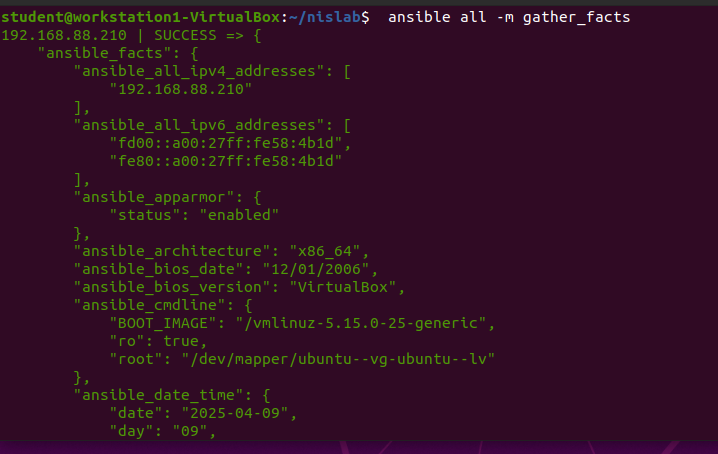 student@workstation1-VirtualBox:~/nislab$  ansible all -m gather_facts
192.168.88.210 | SUCCESS => {
    "ansible_facts": {
        "ansible_all_ipv4_addresses": [
            "192.168.88.210"
        ],
        "ansible_all_ipv6_addresses": [
            "fd00::a00:27ff:fe58:4b1d",
            "fe80::a00:27ff:fe58:4b1d"
        ],
        "ansible_apparmor": {
            "status": "enabled"
        },
        "ansible_architecture": "x86_64",
        "ansible_bios_date": "12/01/2006",
        "ansible_bios_version": "VirtualBox",
        "ansible_cmdline": {
            "BOOT_IMAGE": "/vmlinuz-5.15.0-25-generic",
            "ro": true,
            "root": "/dev/mapper/ubuntu--vg-ubuntu--lv"
        },
        "ansible_date_time": {
            "date": "2025-04-09",
            "day": "09",